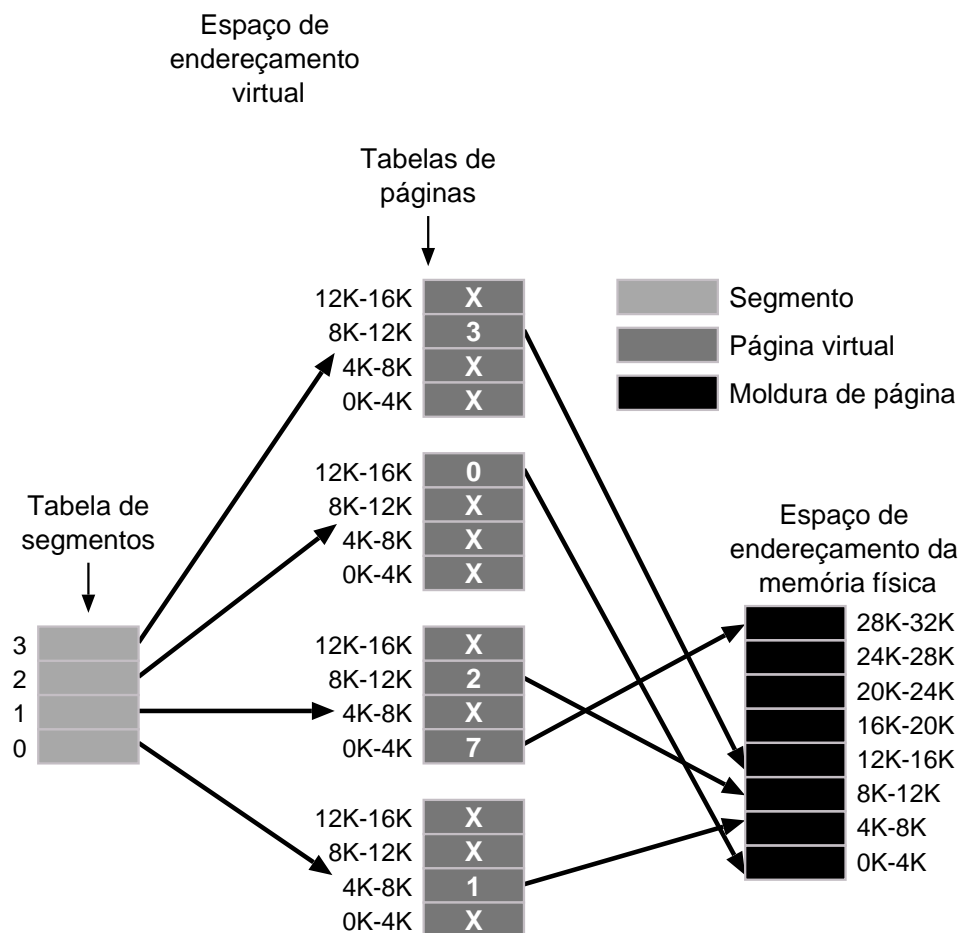 Espaço de
endereçamento
virtual
Tabelas de
páginas
12K-16K X
8K-12K 3
4K-8K X
0K-4K X
Segmento
Página virtual
Moldura de página
12K-16K 0
8K-12K X
4K-8K X
0K-4K X
Tabela de
segmentos
3
2
1
0
12K-16K X
8K-12K 2
4K-8K X
0K-4K 7
Espaço de
endereçamento da
memória física
28K-32K
24K-28K
20K-24K
16K-20K
12K-16K
8K-12K
4K-8K
0K-4K
12K-16K X
8K-12K X
4K-8K 1
0K-4K X